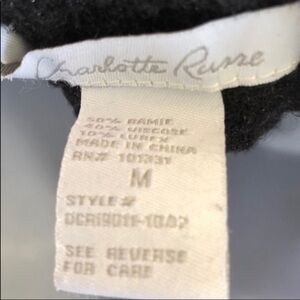 Charlotte Russe
50% RAMIE
40% VISCOSE
10% LUREX
MADE IN CHINA
RN# 101331
M
STYLE#
SEE REVERSE
FOR CARE